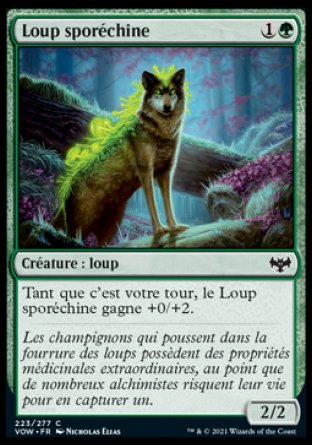 Loup sporéchine 1
Créature : loup
Tant que c'est votre tour, le Loup
sporéchine gagne +0/+2.
Les champignons qui poussent dans la
fourrure des loups possèdent des propriétés
médicinales extraordinaires, au point que
de nombreux alchimistes risquent leur vie
pour en capturer un.
2/2
223/277 C
VOW • FR Nicholas Elias
™ & © 2021 Wizards of the Coast